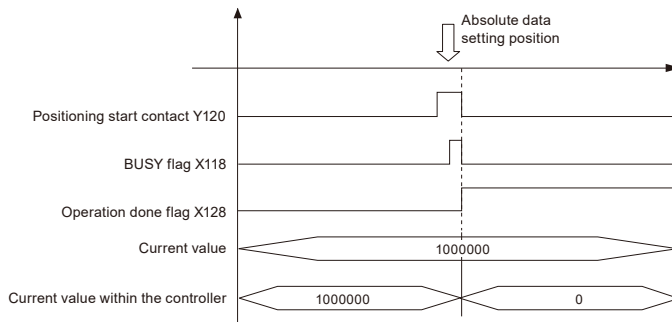 Absolute data
setting position
Positioning start contact Y120
BUSY flag X118
Operation done flag X128
Current value
1000000
Current value within the controller
1000000
0